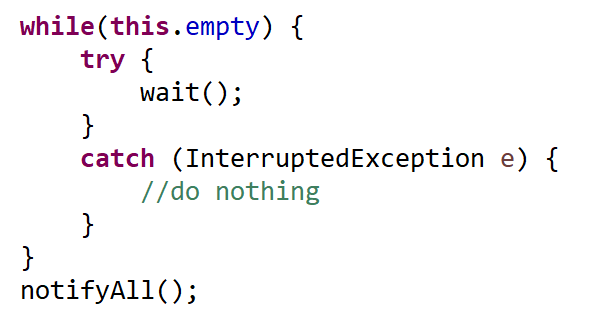 while(this.empty) {
    try {
        wait();
    }
    catch (InterruptedException e) {
        //do nothing
    }
}
notifyAll();